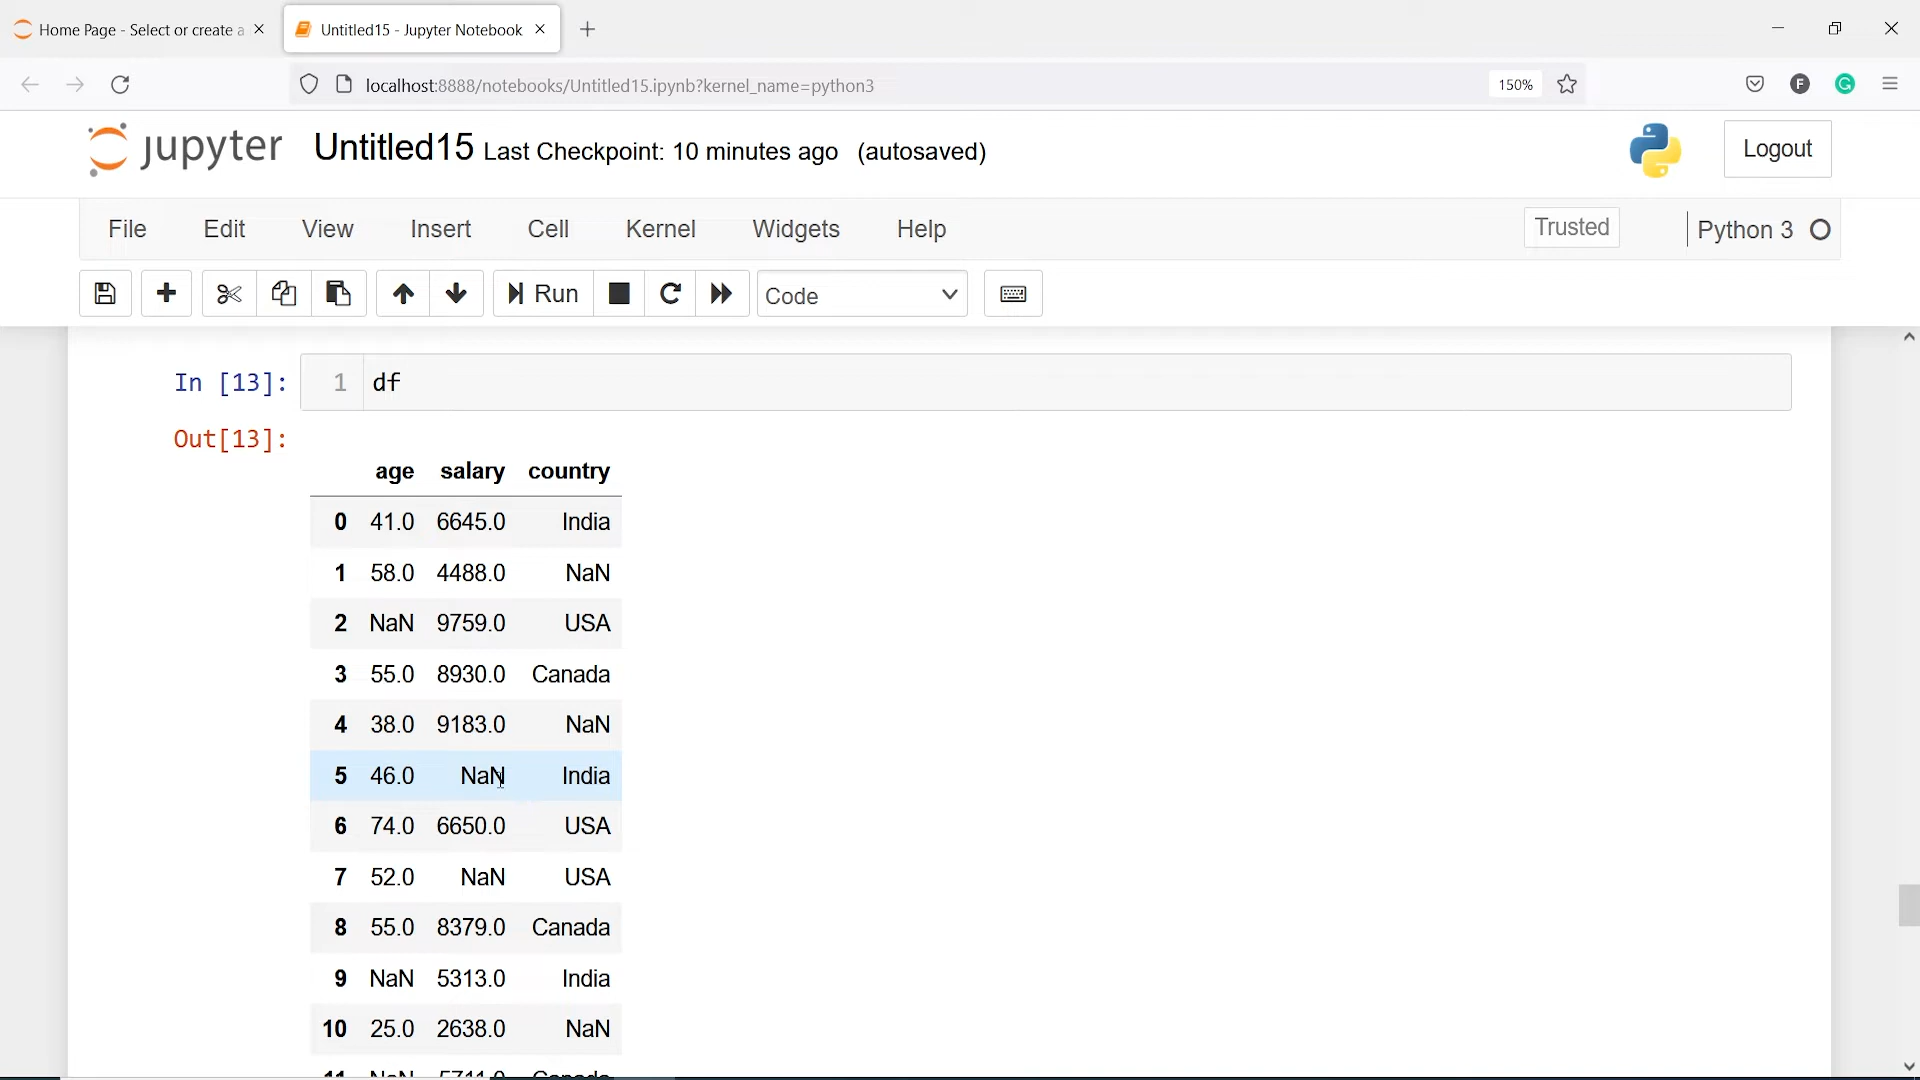 Home Page - Select or create a
Untitled15 - Jupyter Notebook
localhost:8888/notebooks/Untitled15.ipynb?kernel_name=python3
150%
F
G
jupyter Untitled15 Last Checkpoint: 10 minutes ago (autosaved)
Logout
File Edit View Insert Cell Kernel Widgets Help
Trusted
Python 3
Run
Code
In [13]: 1 df
Out[13]:
age salary country
0 41.0 6645.0 India
1 58.0 4488.0 NaN
2 NaN 9759.0 USA
3 55.0 8930.0 Canada
4 38.0 9183.0 NaN
5 46.0 NaN India
6 74.0 6650.0 USA
7 52.0 NaN USA
8 55.0 8379.0 Canada
9 NaN 5313.0 India
10 25.0 2638.0 NaN
11 NaN 5711.0 Canada